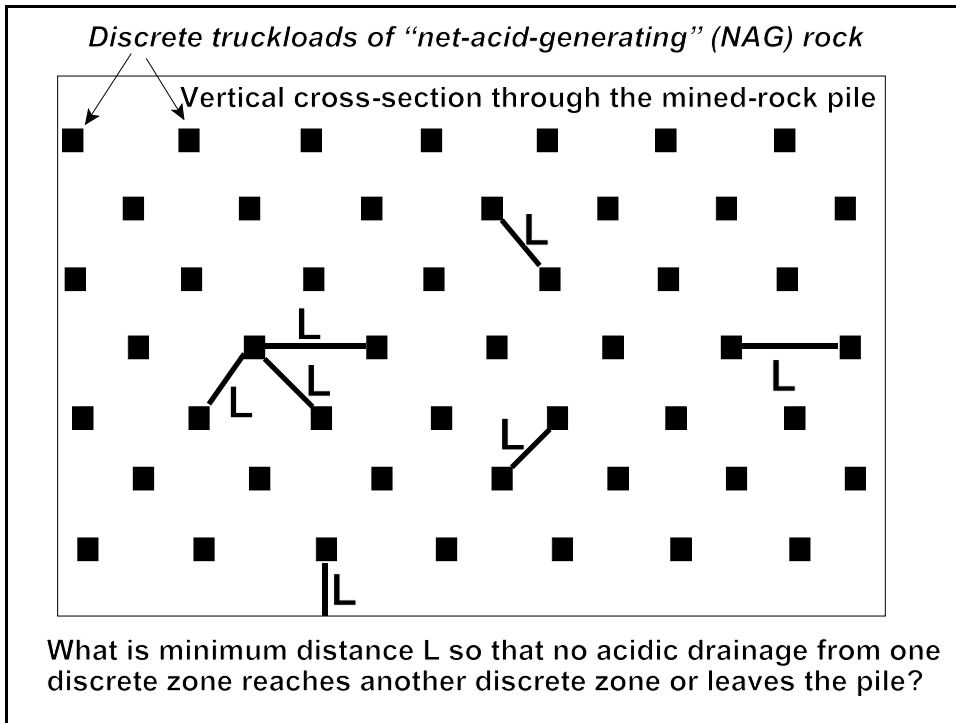 Discrete truckloads of “net-acid-generating” (NAG) rock
Vertical cross-section through the mined-rock pile
L
L
L
L
L
L
L
What is minimum distance L so that no acidic drainage from one
discrete zone reaches another discrete zone or leaves the pile?